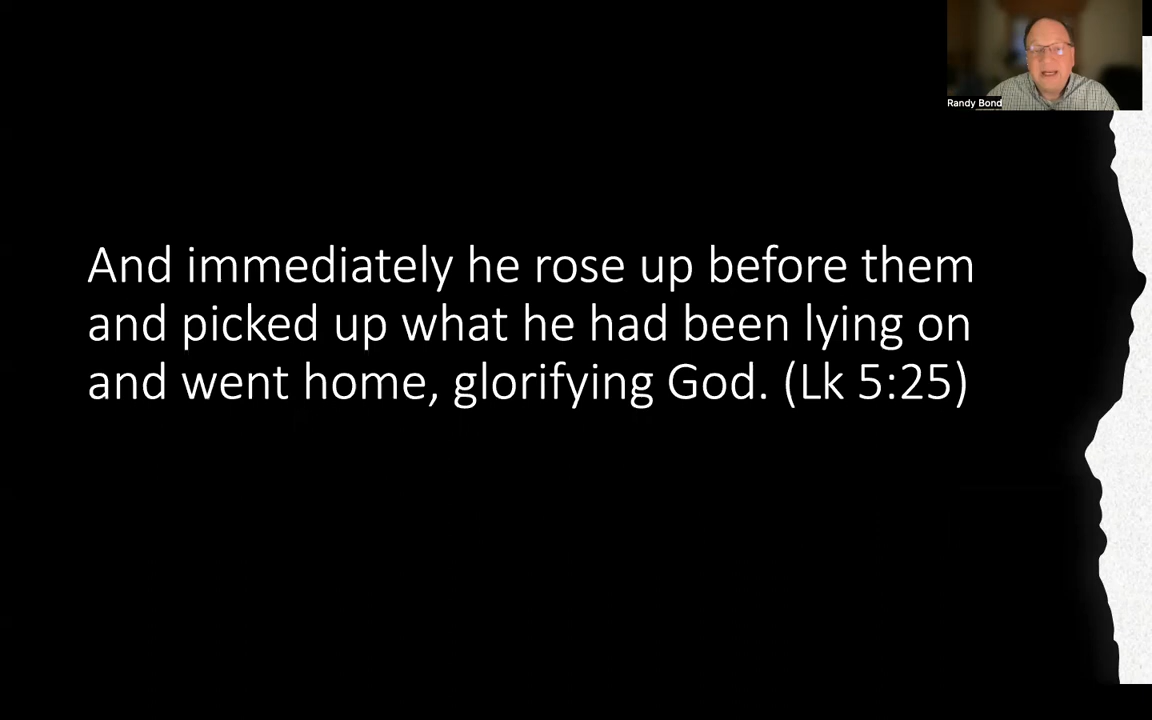 Randy Bond
And immediately he rose up before them
and picked up what he had been lying on
and went home, glorifying God. (Lk 5:25)